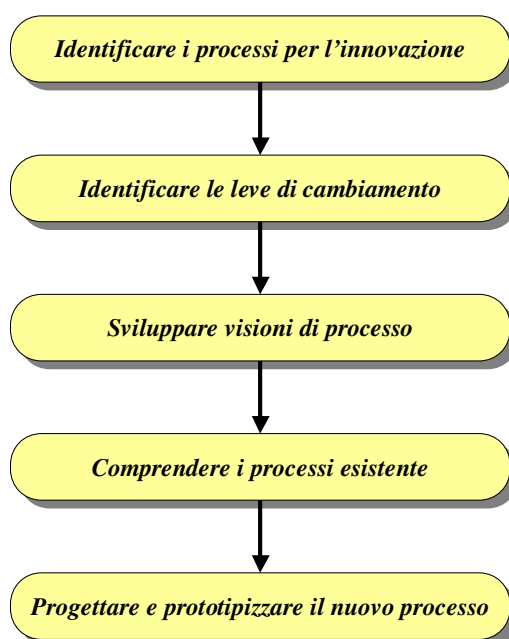 Identificare i processi per l'innovazione
Identificare le leve di cambiamento
Sviluppare visioni di processo
Comprendere i processi esistente
Progettare e prototipizzare il nuovo processo